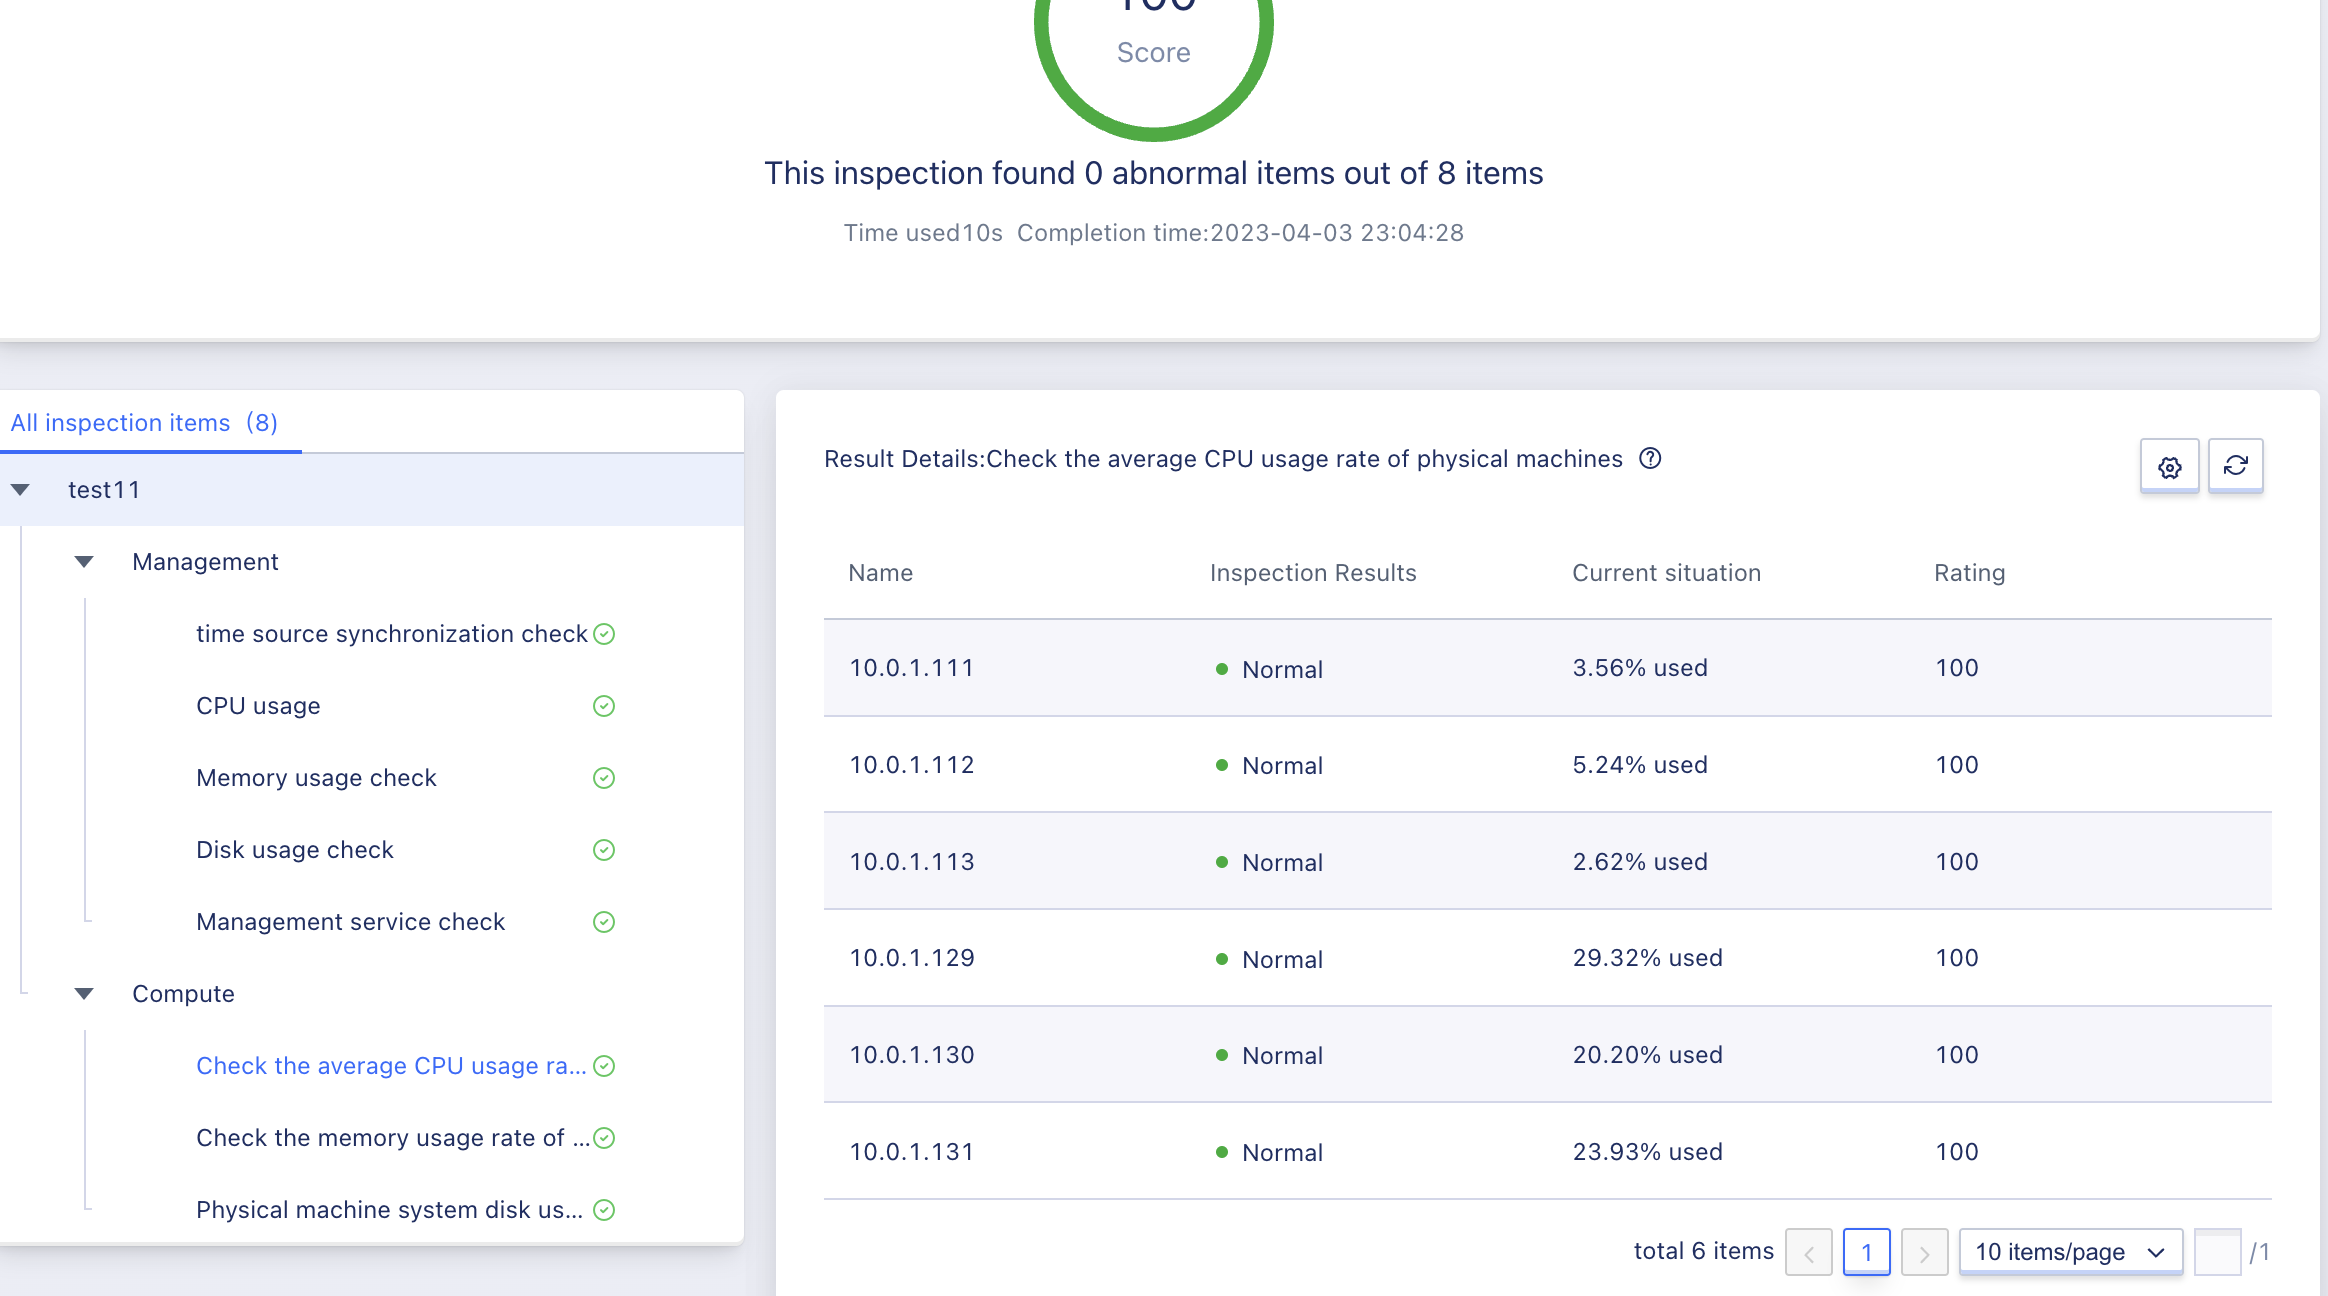 100
Score
This inspection found 0 abnormal items out of 8 items
Time used10s Completion time:2023-04-03 23:04:28
All inspection items (8)
test11
Management
time source synchronization check
CPU usage
Memory usage check
Disk usage check
Management service check
Compute
Check the average CPU usage ra...
Check the memory usage rate of ...
Physical machine system disk us...
Result Details:Check the average CPU usage rate of physical machines
Name Inspection Results Current situation Rating
10.0.1.111 Normal 3.56% used 100
10.0.1.112 Normal 5.24% used 100
10.0.1.113 Normal 2.62% used 100
10.0.1.129 Normal 29.32% used 100
10.0.1.130 Normal 20.20% used 100
10.0.1.131 Normal 23.93% used 100
total 6 items 1 10 items/page /1